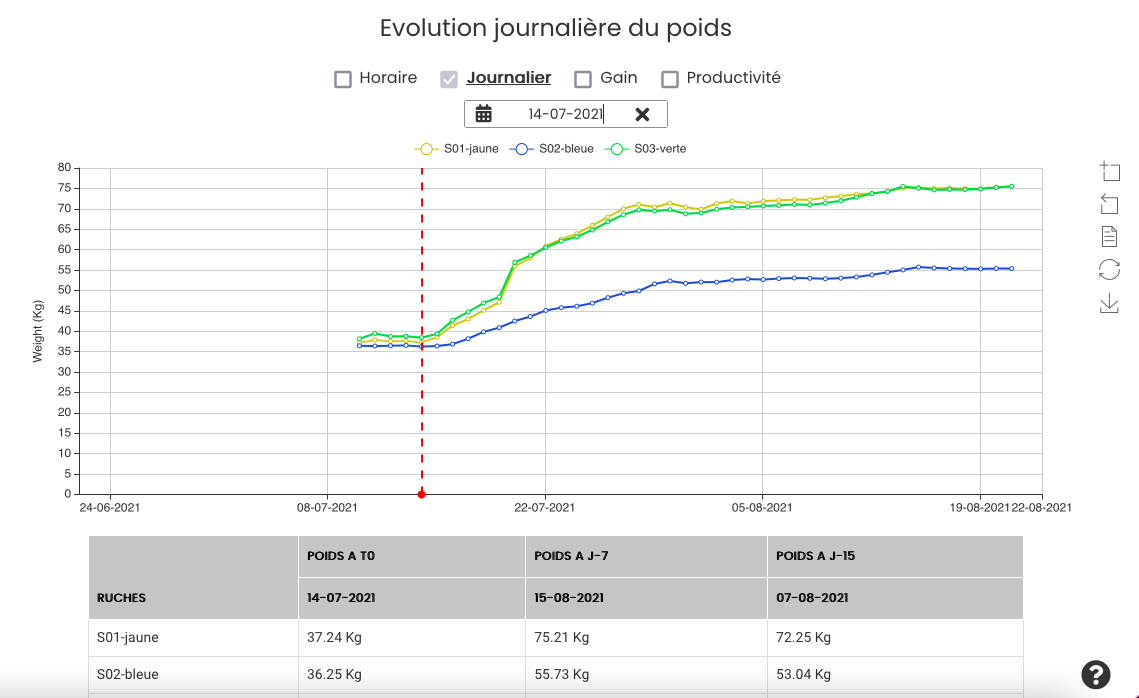 Evolution journalière du poids
Horaire Journalier Gain Productivité
14-07-2021
S01-jaune S02-bleue S03-verte
Weight (Kg)
80
75
70
65
60
55
50
45
40
35
30
25
20
15
10
5
0
24-06-2021 08-07-2021 22-07-2021 05-08-2021 19-08-2021 22-08-2021
POIDS A T0 POIDS A J-7 POIDS A J-15
RUCHES 14-07-2021 15-08-2021 07-08-2021
S01-jaune 37.24 Kg 75.21 Kg 72.25 Kg
S02-bleue 36.25 Kg 55.73 Kg 53.04 Kg
?